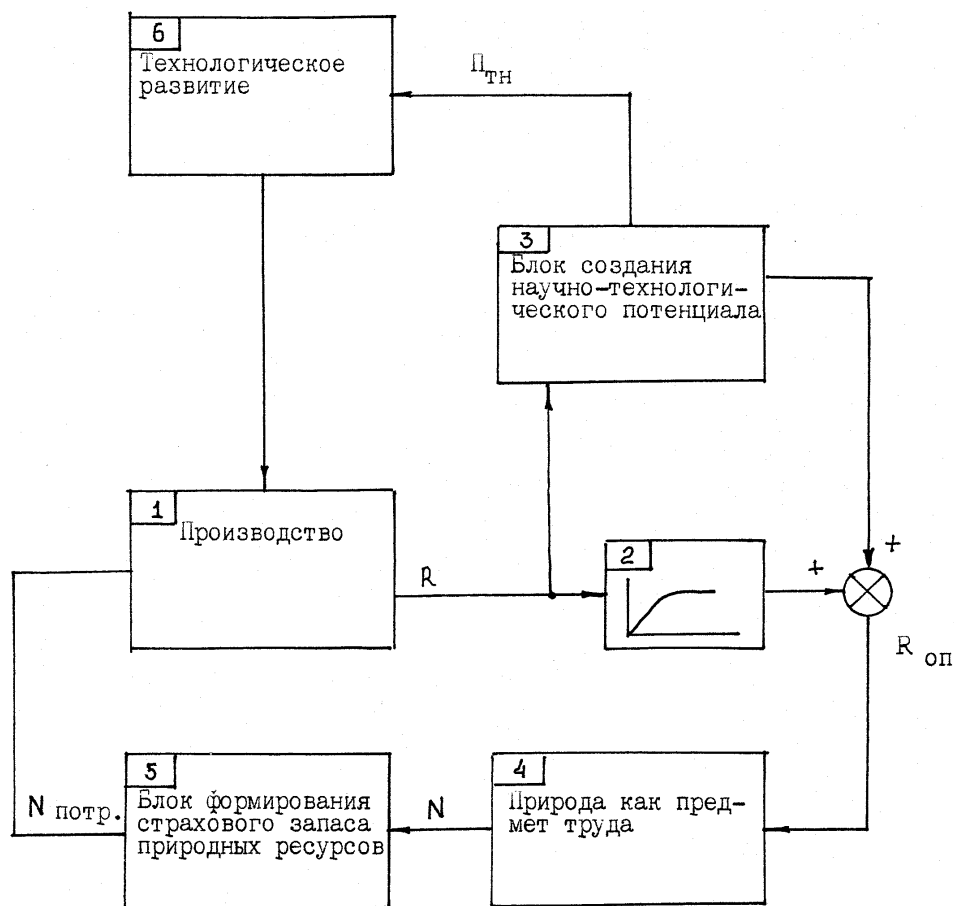 6
Технологическое
развитие
Птн
3
Блок создания
научно-технологи-
ческого потенциала
1
Производство
R
2
+
+
R оп
5
Блок формирования
страхового запаса
природных ресурсов
N потр.
N
4
Природа как пред-
мет труда